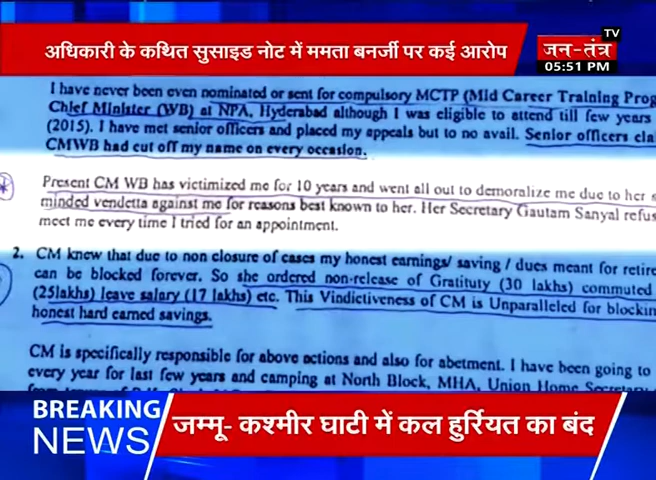 अधिकारी के कथित सुसाइड नोट में ममता बनर्जी पर कई आरोप
TV
जन-तंत्र
05:51 PM
I have never been even nominated or sent for compulsory MCTP (Mid Career Training Prog
Chief Minister (WB) at NPA, Hyderabad although I was eligible to attend till few years
(2015). I have met senior officers and placed my appeals but to no avail. Senior officers cla
CMWB had cut off my name on every occasion.
Present CM WB has victimized me for 10 years and went all out to demoralize me due to her s
minded vendetta against me for reasons best known to her. Her Secretary Gautam Sanyal refus
meet me every time I tried for an appointment.
2. CM knew that due to non closure of cases my honest earnings/ saving / dues meant for retire
can be blocked forever. So she ordered non-release of Gratuity (30 lakhs) commuted
(25lakhs) leave salary (17 lakhs) etc. This Vindictiveness of CM is Unparalleled for blockin
honest hard earned savings.
CM is specifically responsible for above actions and also for abetment. I have been going to
every year for last few years and camping at North Block, MHA, Union Home Secretary
BREAKING
NEWS
जम्मू- कश्मीर घाटी में कल हुर्रियत का बंद